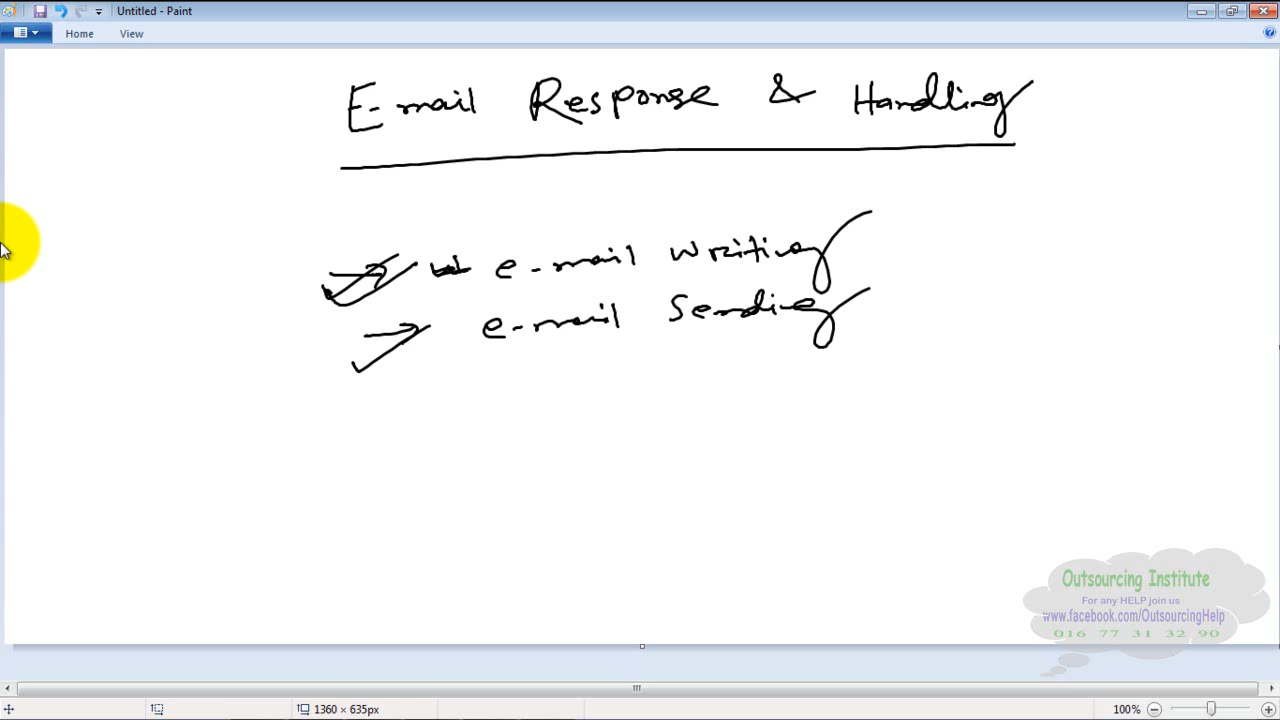 Untitled - Paint
Home View
E-mail Response & Handling
e-mail writing
e-mail Sending
Outsourcing Institute
For any HELP join us
www.facebook.com/OutsourcingHelp
016 77 31 32 90
1360 × 635px
100%